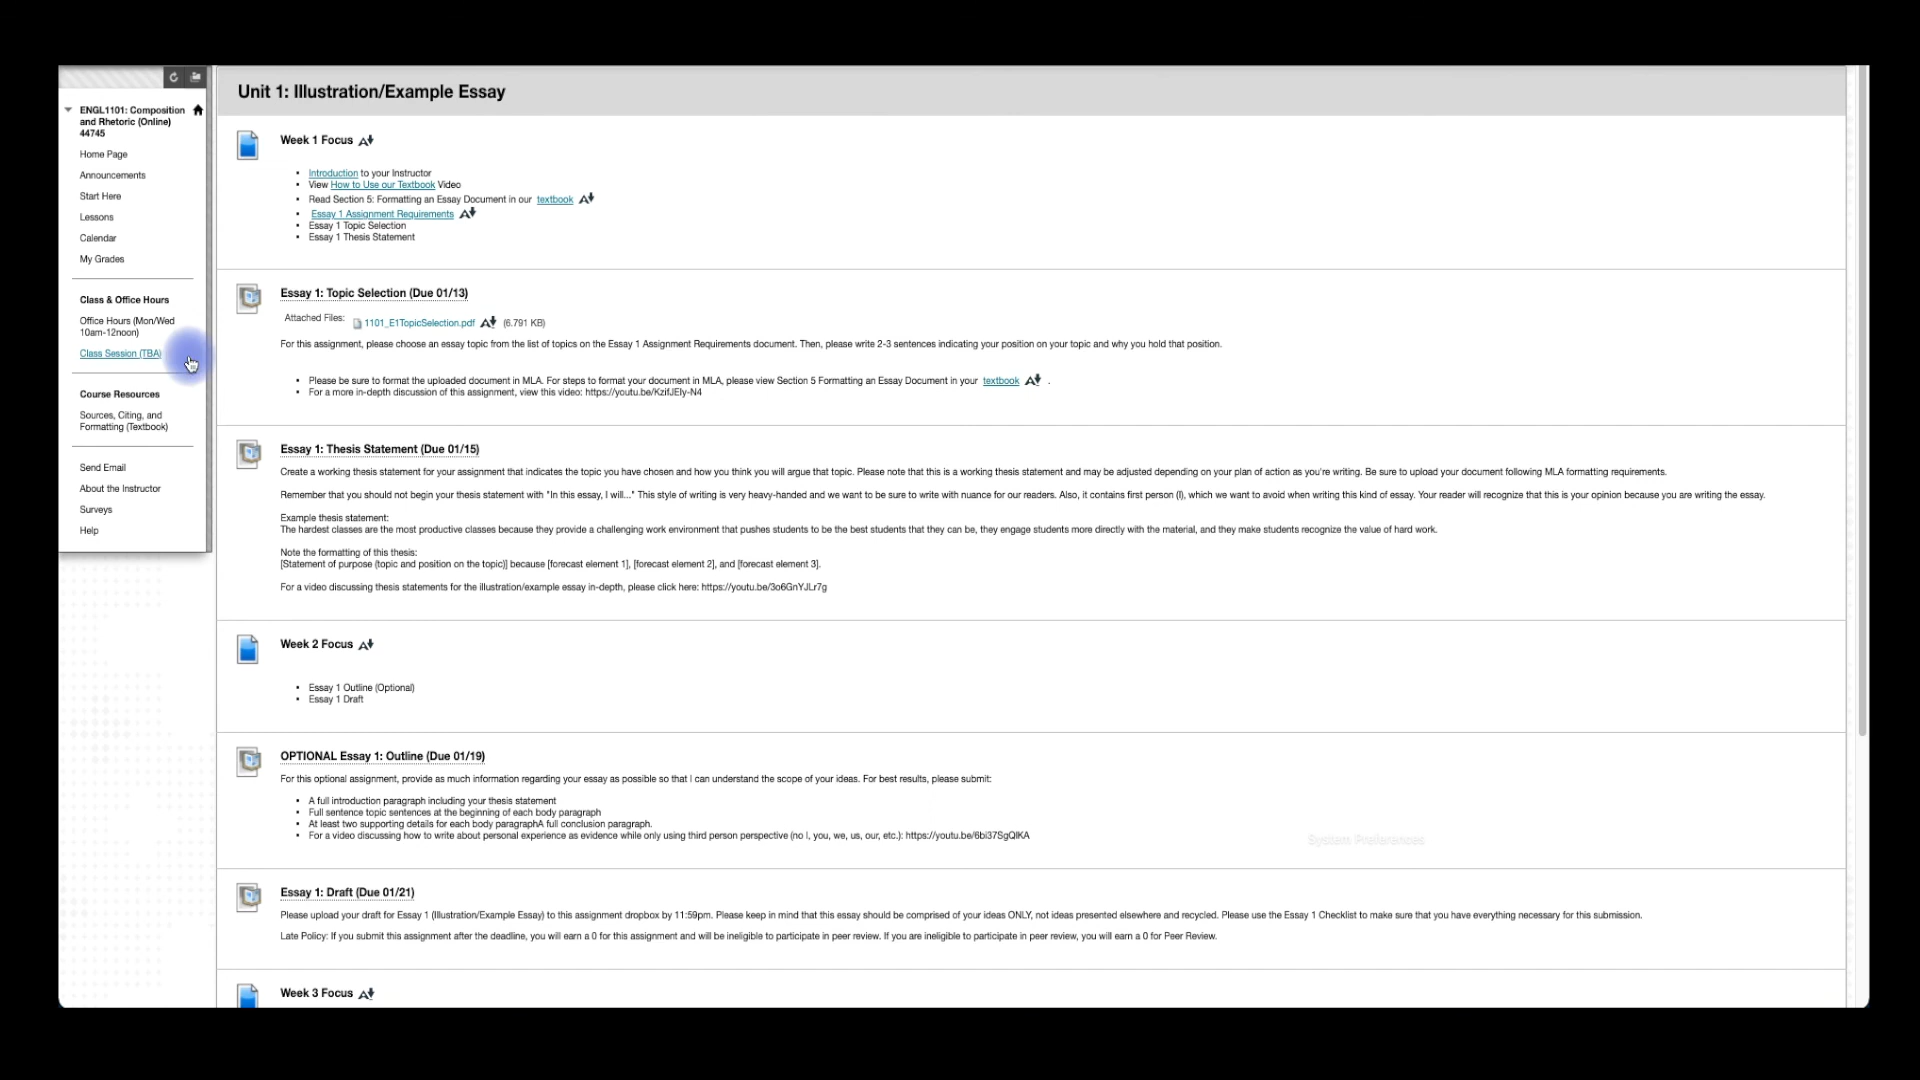 Unit 1: Illustration/Example Essay
ENGL1101: Composition
and Rhetoric (Online)
44745
Home Page
Announcements
Start Here
Lessons
Calendar
My Grades
Class & Office Hours
Office Hours (Mon/Wed
10am-12noon)
Class Session (TBA)
Course Resources
Sources, Citing, and
Formatting (Textbook)
Send Email
About the Instructor
Surveys
Help
Week 1 Focus
Introduction to your Instructor
View How to Use our Textbook Video
Read Section 5: Formatting an Essay Document in our textbook
Essay 1 Assignment Requirements
Essay 1 Topic Selection
Essay 1 Thesis Statement
Essay 1: Topic Selection (Due 01/13)
Attached Files: 1101_E1TopicSelection.pdf (6.791 KB)
For this assignment, please choose an essay topic from the list of topics on the Essay 1 Assignment Requirements document. Then, please write 2-3 sentences indicating your position on your topic and why you hold that position.
Please be sure to format the uploaded document in MLA. For steps to format your document in MLA, please view Section 5 Formatting an Essay Document in your textbook .
For a more in-depth discussion of this assignment, view this video: https://youtu.be/KzifJEIy-N4
Essay 1: Thesis Statement (Due 01/15)
Create a working thesis statement for your assignment that indicates the topic you have chosen and how you think you will argue that topic. Please note that this is a working thesis statement and may be adjusted depending on your plan of action as you're writing. Be sure to upload your document following MLA formatting requirements.
Remember that you should not begin your thesis statement with "In this essay, I will..." This style of writing is very heavy-handed and we want to be sure to write with nuance for our readers. Also, it contains first person (I), which we want to avoid when writing this kind of essay. Your reader will recognize that this is your opinion because you are writing the essay.
Example thesis statement:
The hardest classes are the most productive classes because they provide a challenging work environment that pushes students to be the best students that they can be, they engage students more directly with the material, and they make students recognize the value of hard work.
Note the formatting of this thesis:
[Statement of purpose (topic and position on the topic)] because [forecast element 1], [forecast element 2], and [forecast element 3].
For a video discussing thesis statements for the illustration/example essay in-depth, please click here: https://youtu.be/3o6GnYJLr7g
Week 2 Focus
Essay 1 Outline (Optional)
Essay 1 Draft
OPTIONAL Essay 1: Outline (Due 01/19)
For this optional assignment, provide as much information regarding your essay as possible so that I can understand the scope of your ideas. For best results, please submit:
A full introduction paragraph including your thesis statement
Full sentence topic sentences at the beginning of each body paragraph
At least two supporting details for each body paragraphA full conclusion paragraph.
For a video discussing how to write about personal experience as evidence while only using third person perspective (no I, you, we, us, our, etc.): https://youtu.be/6bi37SgQlKA
System Preferences
Essay 1: Draft (Due 01/21)
Please upload your draft for Essay 1 (Illustration/Example Essay) to this assignment dropbox by 11:59pm. Please keep in mind that this essay should be comprised of your ideas ONLY, not ideas presented elsewhere and recycled. Please use the Essay 1 Checklist to make sure that you have everything necessary for this submission.
Late Policy: If you submit this assignment after the deadline, you will earn a 0 for this assignment and will be ineligible to participate in peer review. If you are ineligible to participate in peer review, you will earn a 0 for Peer Review.
Week 3 Focus